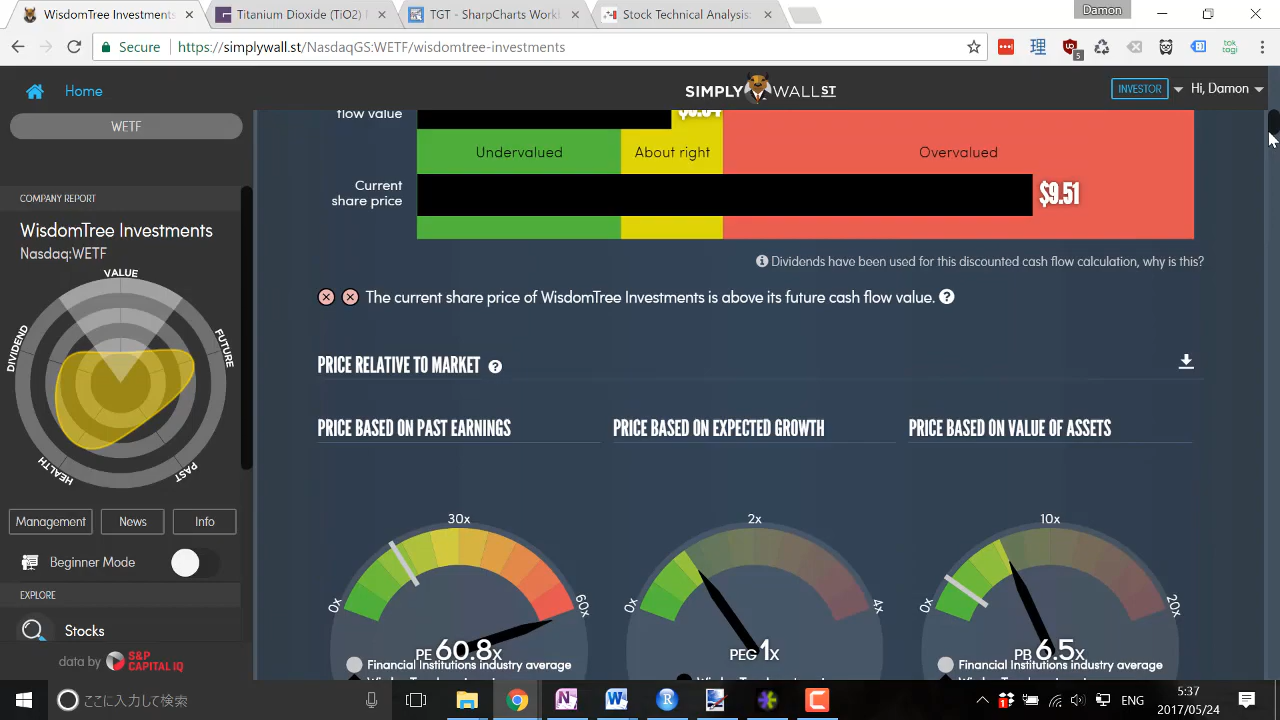 WisdomTree Investments'
Titanium Dioxide (TiO2)
TGT - SharpCharts Work
Stock Technical Analysis:
Damon
Secure
https://simplywall.st/NasdaqGS:WETF/wisdomtree-investments
理
5
tok
tagi
Home
SIMPLY WALL ST
INVESTOR
Hi, Damon
WETF
COMPANY REPORT
WisdomTree Investments
Nasdaq:WETF
VALUE
FUTURE
PAST
HEALTH
DIVIDEND
Management
News
Info
Beginner Mode
EXPLORE
Stocks
data by S&P CAPITAL IQ
flow value
Undervalued
About right
Overvalued
Current
share price
$9.51
Dividends have been used for this discounted cash flow calculation, why is this?
The current share price of WisdomTree Investments is above its future cash flow value.
PRICE RELATIVE TO MARKET
PRICE BASED ON PAST EARNINGS
PRICE BASED ON EXPECTED GROWTH
PRICE BASED ON VALUE OF ASSETS
30x
0x
60x
PE 60.8x
Financial Institutions industry average
2x
0x
4x
PEG 1x
10x
0x
20x
PB 6.5x
Financial Institutions industry average
ここに入力して検索
ENG
5:37
2017/05/24